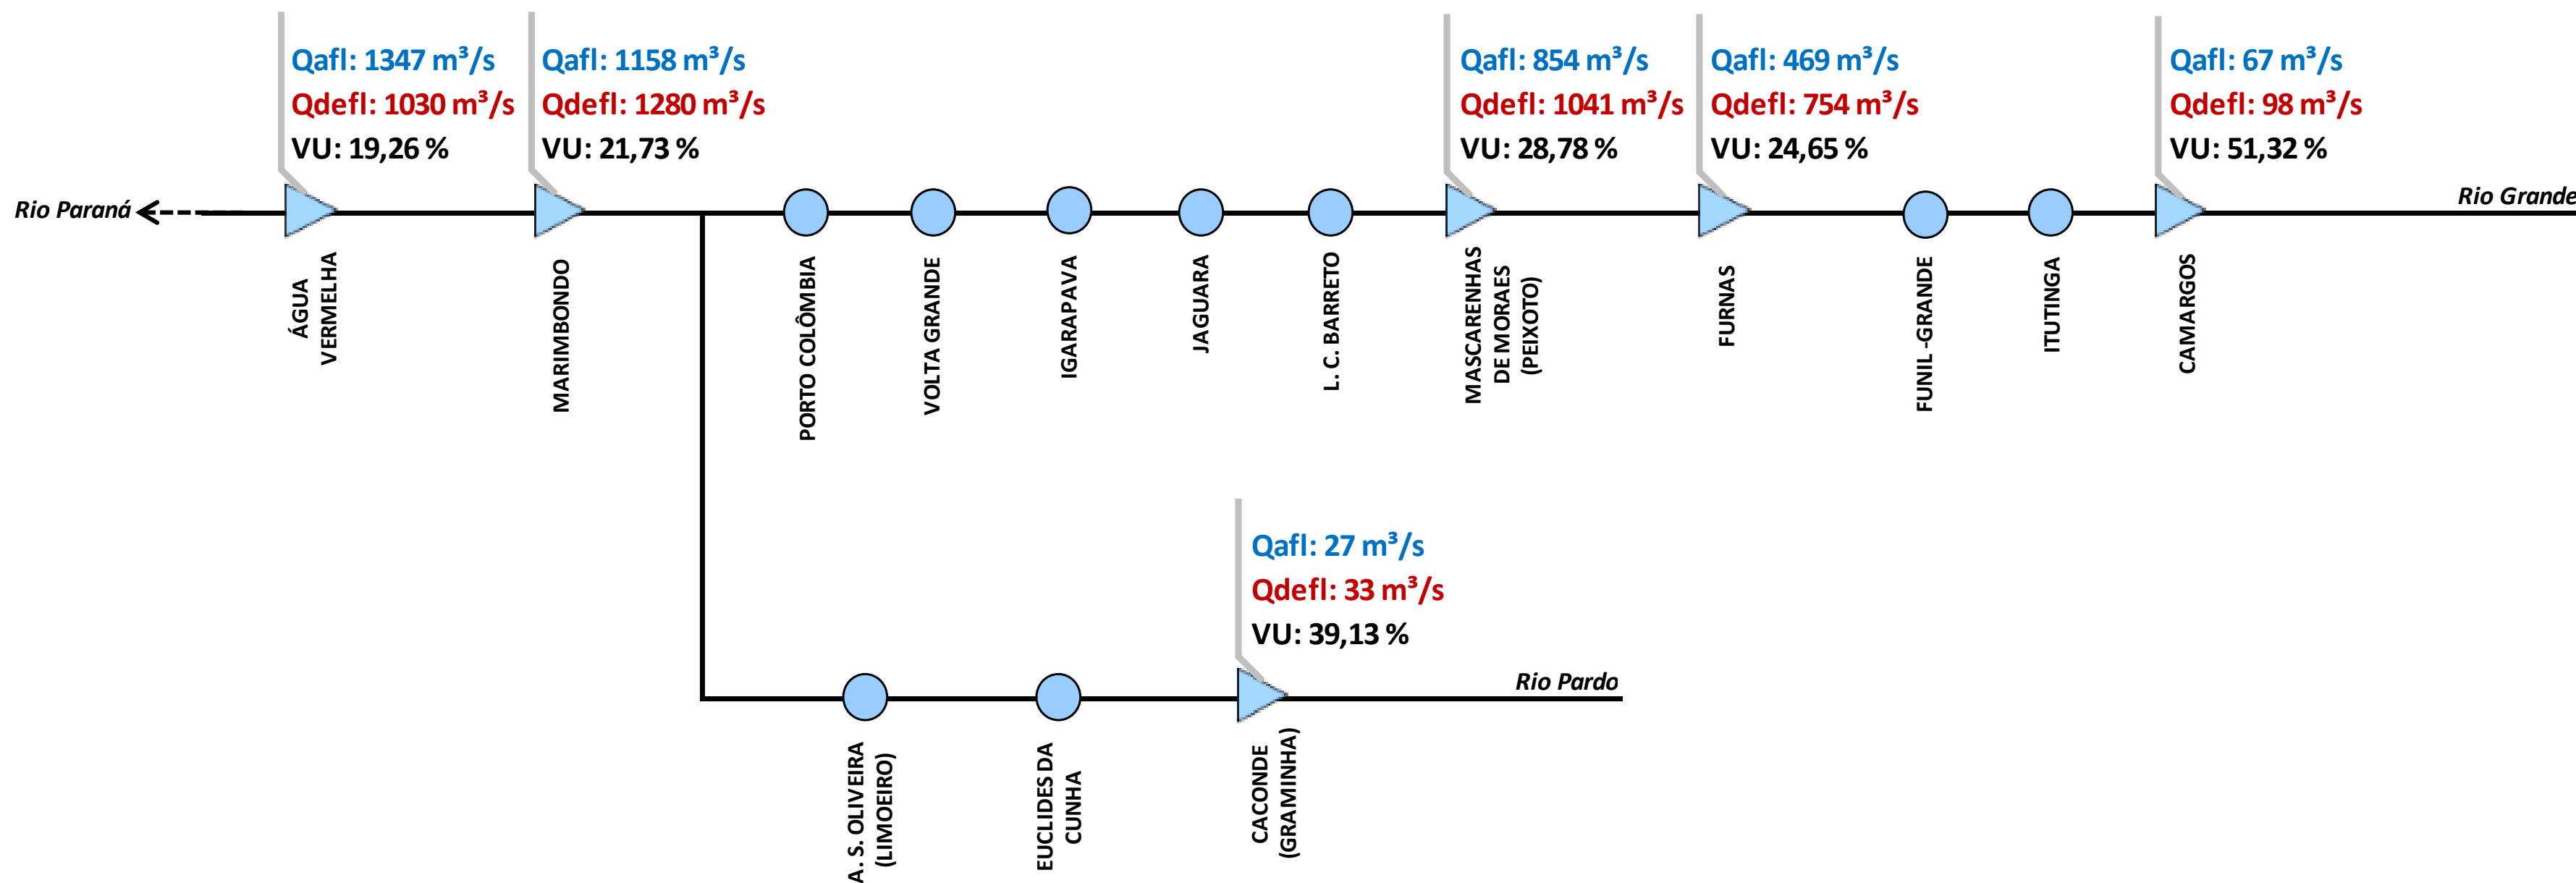 Qafl: 1347 m³/s
Qdefl: 1030 m³/s
VU: 19,26 %
Qafl: 1158 m³/s
Qdefl: 1280 m³/s
VU: 21,73 %
Qafl: 854 m³/s
Qdefl: 1041 m³/s
VU: 28,78 %
Qafl: 469 m³/s
Qdefl: 754 m³/s
VU: 24,65 %
Qafl: 67 m³/s
Qdefl: 98 m³/s
VU: 51,32 %
Rio Paraná
Rio Grande
ÁGUA
VERMELHA
MARIMBONDO
PORTO COLÔMBIA
VOLTA GRANDE
IGARAPAVA
JAGUARA
L. C. BARRETO
MASCARENHAS
DE MORAES
(PEIXOTO)
FURNAS
FUNIL -GRANDE
ITUTINGA
CAMARGOS
Qafl: 27 m³/s
Qdefl: 33 m³/s
VU: 39,13 %
Rio Pardo
A. S. OLIVEIRA
(LIMOEIRO)
EUCLIDES DA
CUNHA
CACONDE
(GRAMINHA)